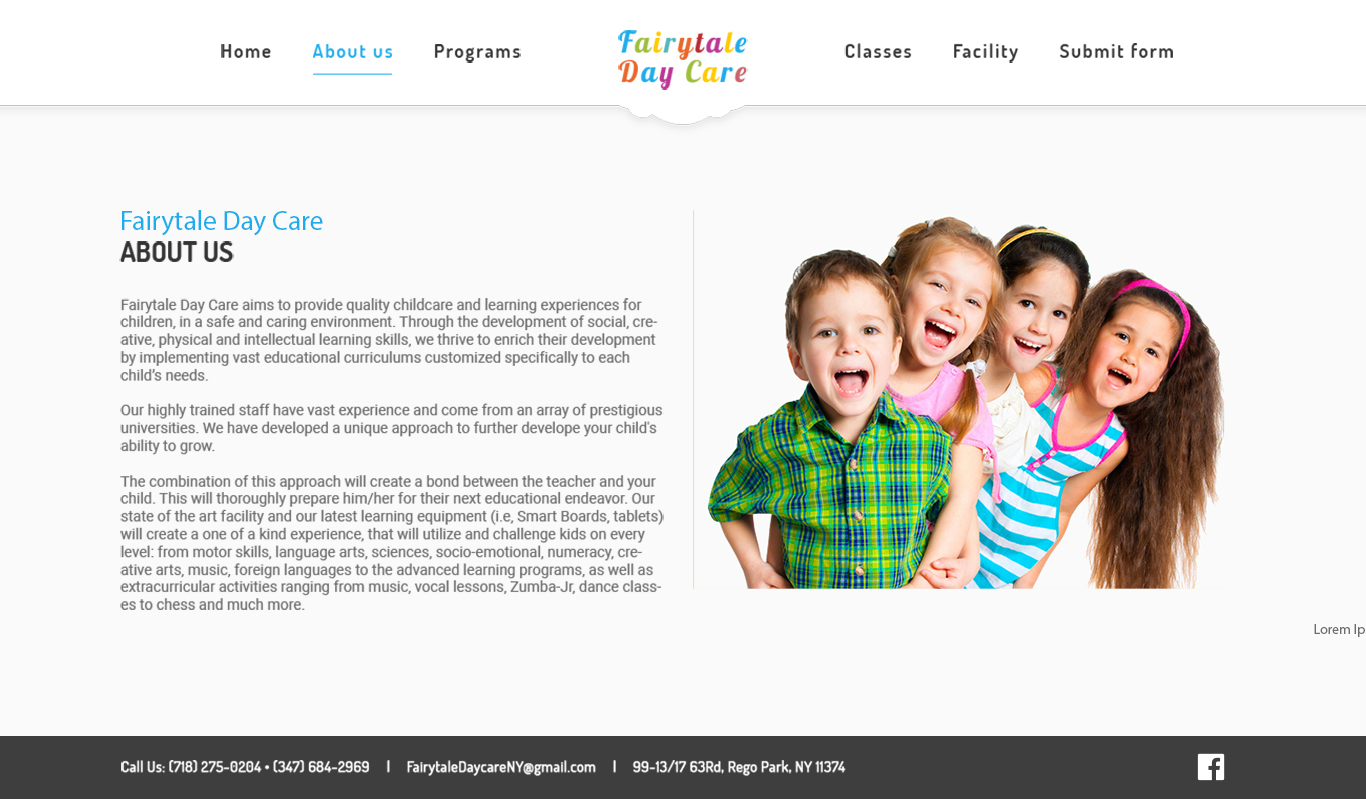 Home About us Programs Fairytale Day Care Classes Facility Submit form
Fairytale Day Care
ABOUT US
Fairytale Day Care aims to provide quality childcare and learning experiences for
children, in a safe and caring environment. Through the development of social, cre-
ative, physical and intellectual learning skills, we thrive to enrich their development
by implementing vast educational curriculums customized specifically to each
child's needs.
Our highly trained staff have vast experience and come from an array of prestigious
universities. We have developed a unique approach to further develope your child's
ability to grow.
The combination of this approach will create a bond between the teacher and your
child. This will thoroughly prepare him/her for their next educational endeavor. Our
state of the art facility and our latest learning equipment (i.e, Smart Boards, tablets)
will create a one of a kind experience, that will utilize and challenge kids on every
level: from motor skills, language arts, sciences, socio-emotional, numeracy, cre-
ative arts, music, foreign languages to the advanced learning programs, as well as
extracurricular activities ranging from music, vocal lessons, Zumba-Jr, dance class-
es to chess and much more.
Lorem Ip
Call Us: (718) 275-0204 • (347) 684-2969 | FairytaleDaycareNY@gmail.com | 99-13/17 63Rd, Rego Park, NY 11374